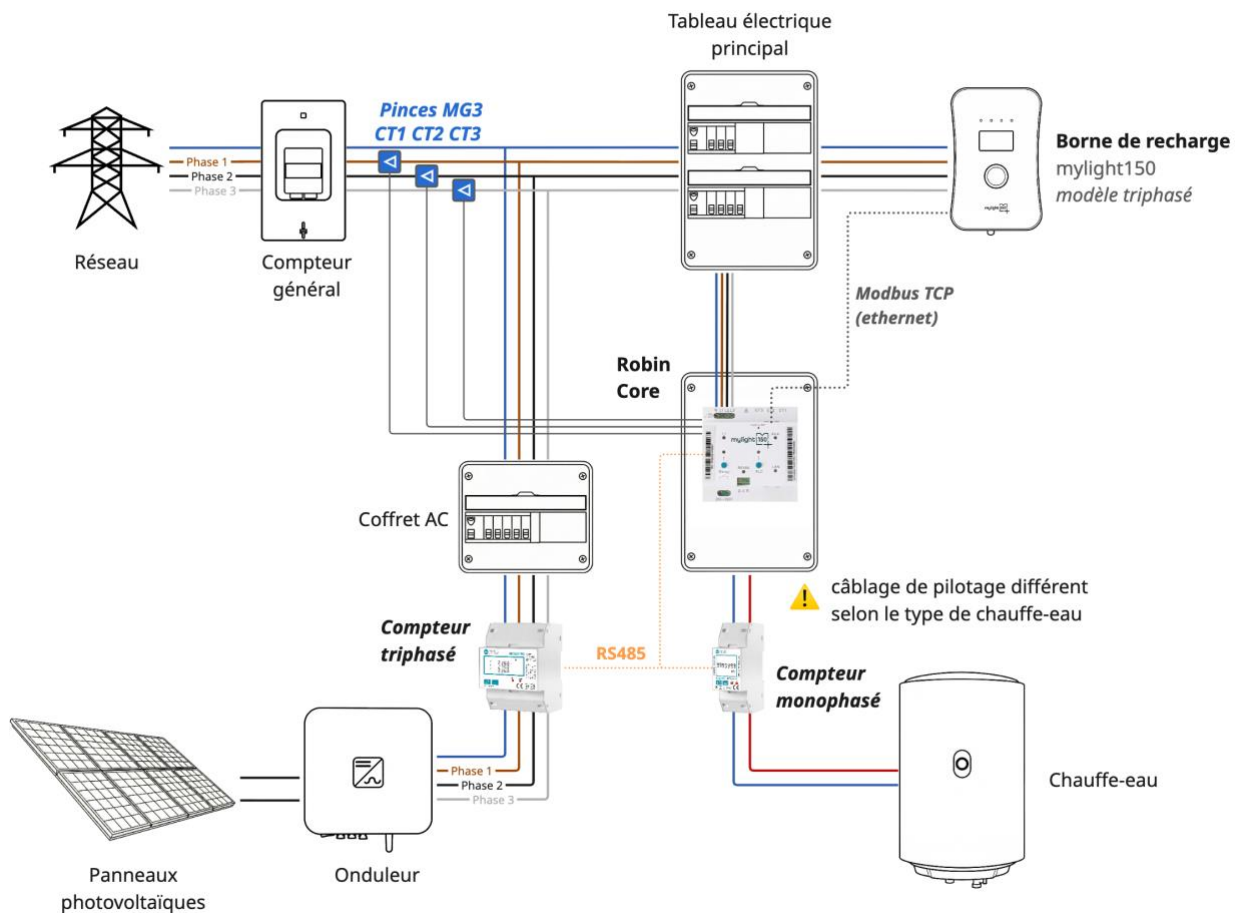 Tableau électrique
principal
Pinces MG3
CT1 CT2 CT3
Phase 1
Phase 2
Phase 3
Borne de recharge
mylight150
modèle triphasé
Réseau
Compteur
général
Modbus TCP
(ethernet)
Robin
Core
mylight150
Coffret AC
câblage de pilotage différent
selon le type de chauffe-eau
Compteur
triphasé
RS485
Compteur
monophasé
Phase 1
Phase 2
Phase 3
Chauffe-eau
Panneaux
photovoltaïques
Onduleur